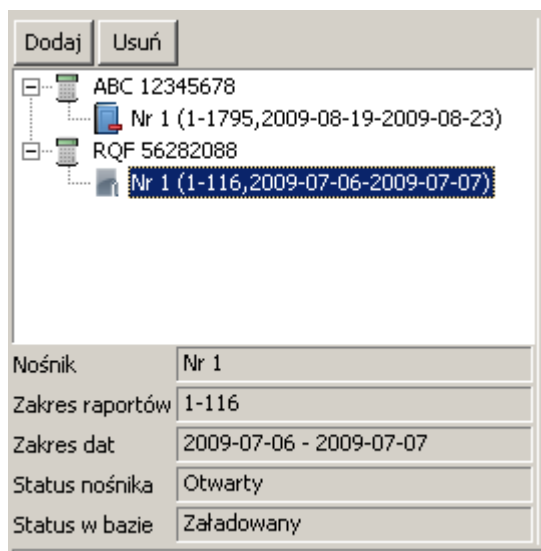 Dodaj Usuń
ABC 12345678
Nr 1 (1-1795,2009-08-19-2009-08-23)
RQF 56282088
Nr 1 (1-116,2009-07-06-2009-07-07)
Nośnik Nr 1
Zakres raportów 1-116
Zakres dat 2009-07-06 - 2009-07-07
Status nośnika Otwarty
Status w bazie Załadowany